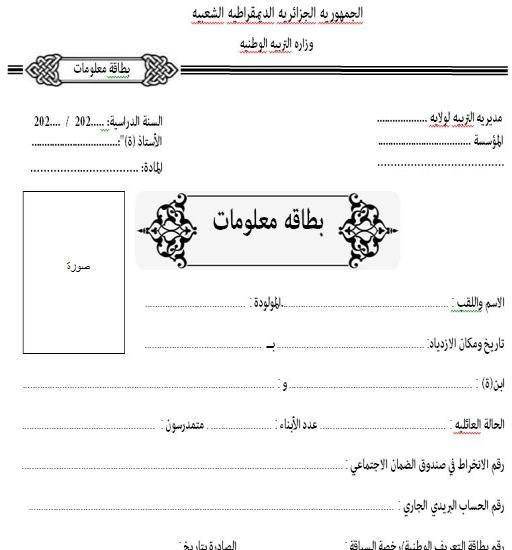 الجمهوريه الجزائريه الديمقراطيه الشعبيه
وزاره التربيه الوطنيه
بطاقة معلومات
مديريه التربيه لولايه ..................
السنة الدراسية: .....202 / ....202
المؤسسة ................................
الأستاذ (ة)":..............................
.............................................
المادة: .................................
بطاقه معلومات
صورة
الاسم واللقب : ................................ المولودة : ................................
تاريخ ومكان الازدياد: ................................ بــ ................................
ابن(ة) : ................................ و : ................................
الحالة العائليه : ................................ عدد الأبناء : ................ متمدرسون : ................................
رقم الانخراط في صندوق الضمان الاجتماعي : ................................
رقم الحساب البريدي الجاري : ................................
رقم بطاقة التعريف الوطنية/رخصة السياقة : ................................ الصادرة بتاريخ : ................................